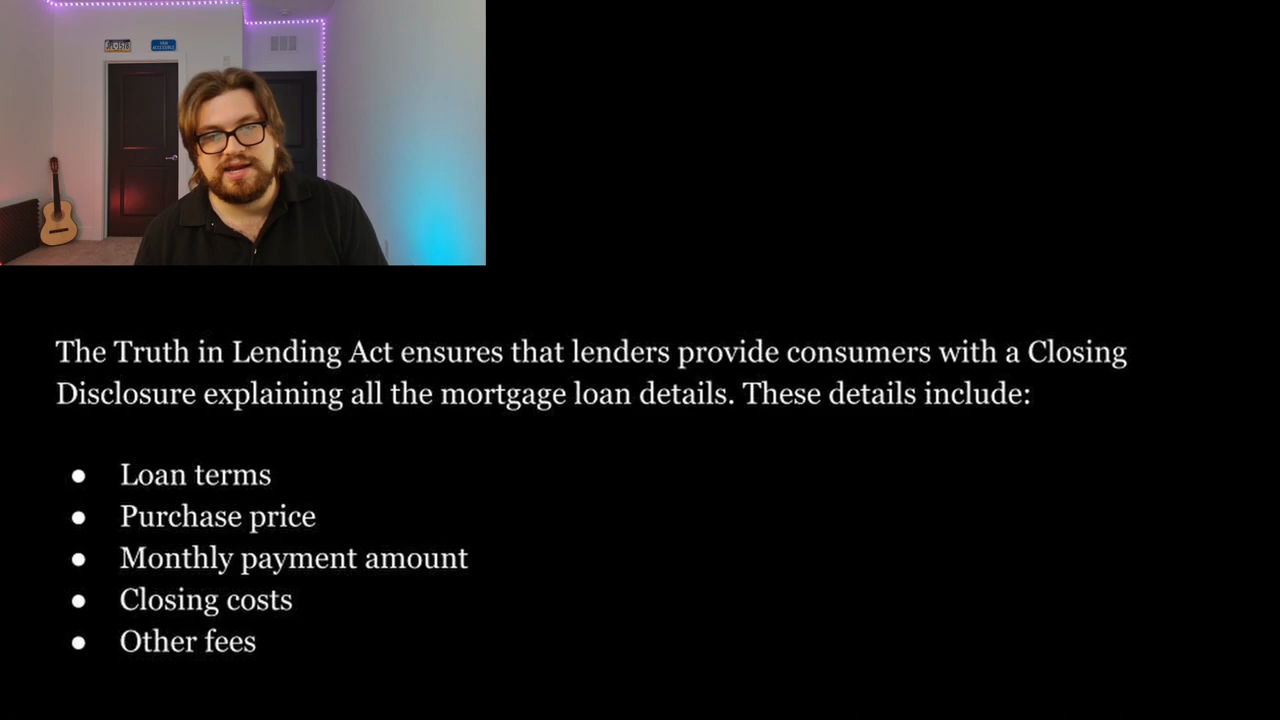 The Truth in Lending Act ensures that lenders provide consumers with a Closing
Disclosure explaining all the mortgage loan details. These details include:
● Loan terms
● Purchase price
● Monthly payment amount
● Closing costs
● Other fees